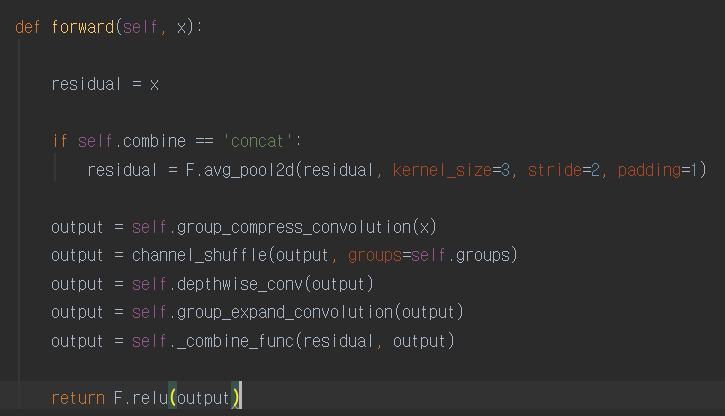 def forward(self, x):
residual = x
if self.combine == 'concat':
residual = F.avg_pool2d(residual, kernel_size=3, stride=2, padding=1)
output = self.group_compress_convolution(x)
output = channel_shuffle(output, groups=self.groups)
output = self.depthwise_conv(output)
output = self.group_expand_convolution(output)
output = self._combine_func(residual, output)
return F.relu(output)